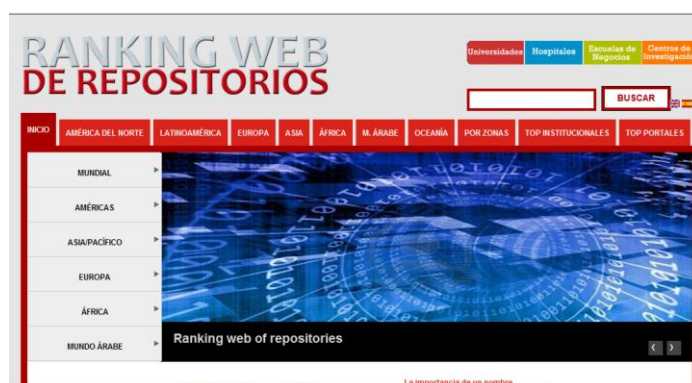 RANKING WEB
DE REPOSITORIOS
Universidades
Hospitales
Escuelas de
Negocios
Centros de
Investigación
BUSCAR
INICIO AMÉRICA DEL NORTE LATINOAMÉRICA EUROPA ASIA ÁFRICA M. ÁRABE OCEANÍA POR ZONAS TOP INSTITUCIONALES TOP PORTALES
MUNDIAL
AMÉRICAS
ASIA/PACÍFICO
EUROPA
ÁFRICA
MUNDO ÁRABE
Ranking web of repositories
La importancia de un nombre